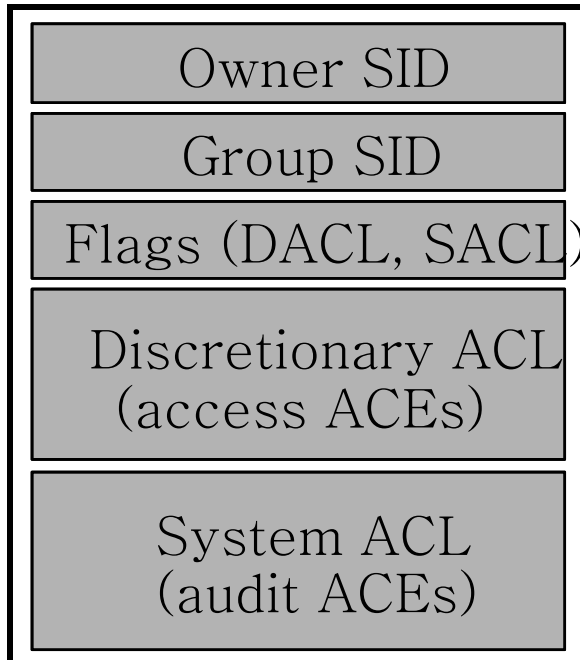 Owner SID
Group SID
Flags (DACL, SACL)
Discretionary ACL
(access ACEs)
System ACL
(audit ACEs)